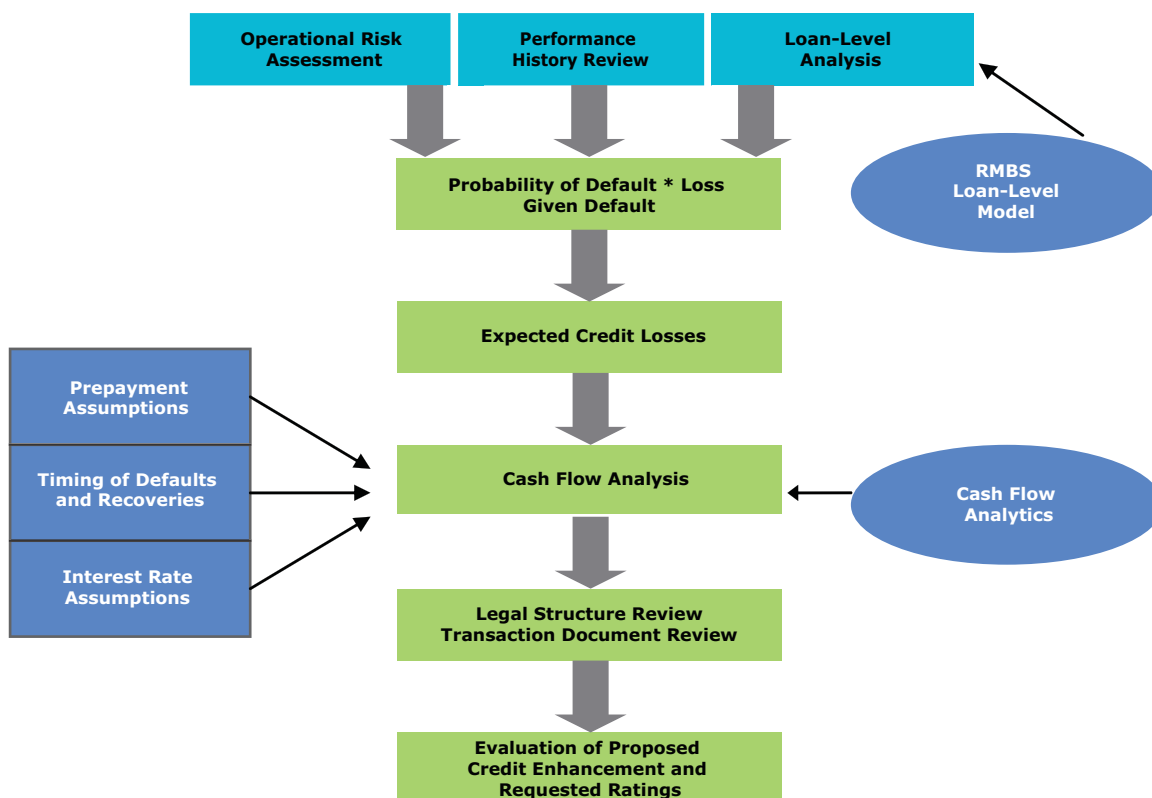 Operational Risk
Assessment
Performance
History Review
Loan-Level
Analysis
RMBS
Loan-Level
Model
Probability of Default * Loss
Given Default
Expected Credit Losses
Prepayment
Assumptions
Timing of Defaults
and Recoveries
Interest Rate
Assumptions
Cash Flow Analysis
Cash Flow
Analytics
Legal Structure Review
Transaction Document Review
Evaluation of Proposed
Credit Enhancement and
Requested Ratings